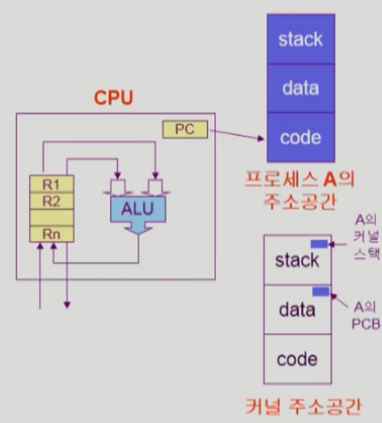 CPU
PC
R1
R2
Rn
ALU
stack
data
code
프로세스 A의
주소공간
A의
커널
스택
stack
data
A의
PCB
code
커널 주소공간